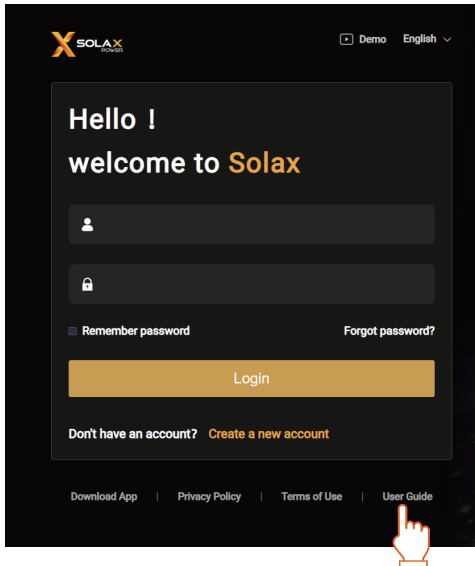 SOLAX
POWER
Demo English
Hello !
welcome to Solax
Remember password Forgot password?
Login
Don't have an account? Create a new account
Download App | Privacy Policy | Terms of Use | User Guide